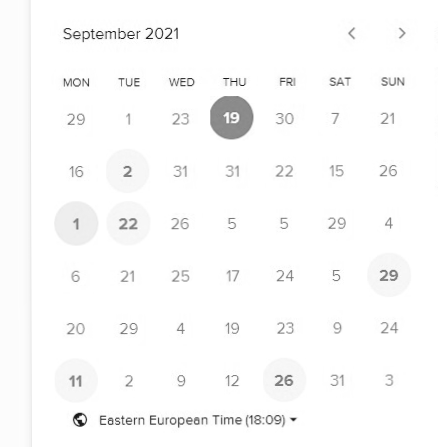 September 2021
MON TUE WED THU FRI SAT SUN
29 1 23 19 30 7 21
16 2 31 31 22 15 26
1 22 26 5 5 29 4
6 21 25 17 24 5 29
20 29 4 19 23 9 24
11 2 9 12 26 31 3
Eastern European Time (18:09)